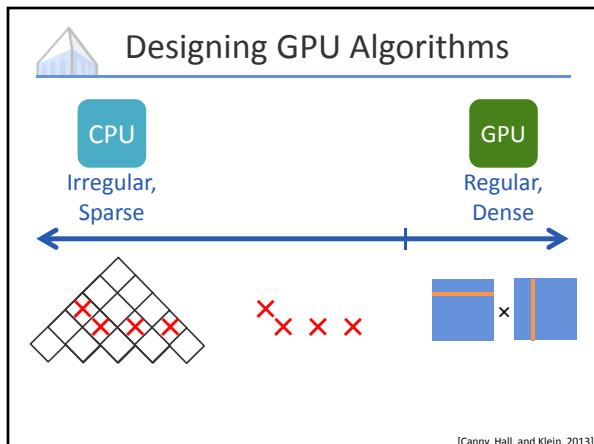 Designing GPU Algorithms
CPU
GPU
Irregular,
Sparse
Regular,
Dense
×
[Canny, Hall, and Klein, 2013]